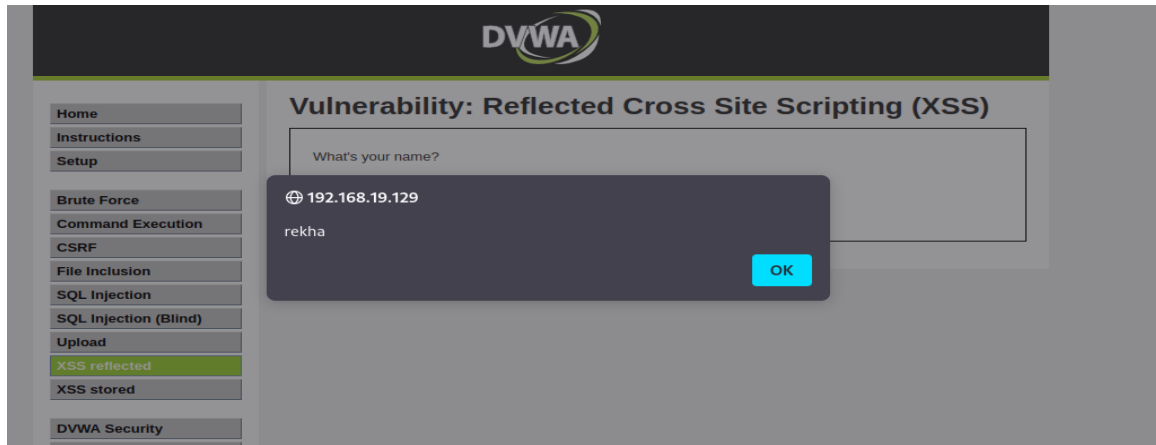 DVWA
Home
Instructions
Setup
Brute Force
Command Execution
CSRF
File Inclusion
SQL Injection
SQL Injection (Blind)
Upload
XSS reflected
XSS stored
DVWA Security
Vulnerability: Reflected Cross Site Scripting (XSS)
What's your name?
192.168.19.129
rekha
OK